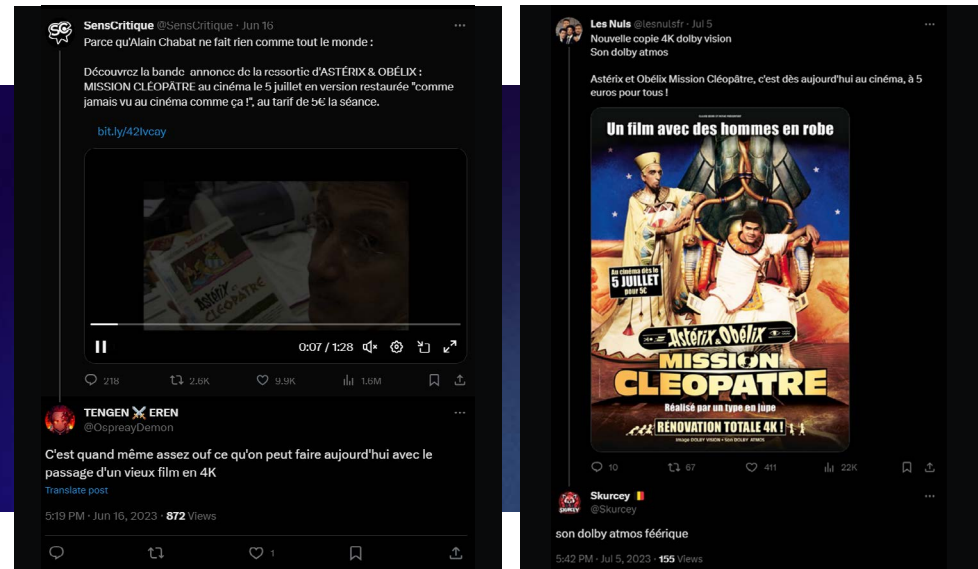 SensCritique @SensCritique · Jun 16
Parce qu'Alain Chabat ne fait rien comme tout le monde :
Découvrez la bande annonce de la ressortie d'ASTÉRIX & OBÉLIX :
MISSION CLÉOPÂTRE au cinéma le 5 juillet en version restaurée "comme
jamais vu au cinéma comme ça !", au tarif de 5€ la séance.
bit.ly/42Ivcay
Astérix
CLEOPATRE
0:07 / 1:28
218 2.6K 9.9K 1.6M
TENGEN ⚔️ EREN
@OspreayDemon
C'est quand même assez ouf ce qu'on peut faire aujourd'hui avec le
passage d'un vieux film en 4K
Translate post
5:19 PM · Jun 16, 2023 · 872 Views
1
Les Nuls @lesnulsfr · Jul 5
Nouvelle copie 4K dolby vision
Son dolby atmos
Astérix et Obélix Mission Cléopâtre, c'est dès aujourd'hui au cinéma, à 5
euros pour tous !
Un film avec des hommes en robe
Au cinéma dès le
5 JUILLET
pour 5€
Astérix & Obélix
MISSION
CLEOPATRE
Réalisé par un type en jupe
RÉNOVATION TOTALE 4K !
Image DOLBY VISION • Son DOLBY ATMOS
10 67 411 22K
Skurcey 🇧🇪
@Skurcey
son dolby atmos féérique
5:42 PM · Jul 5, 2023 · 155 Views